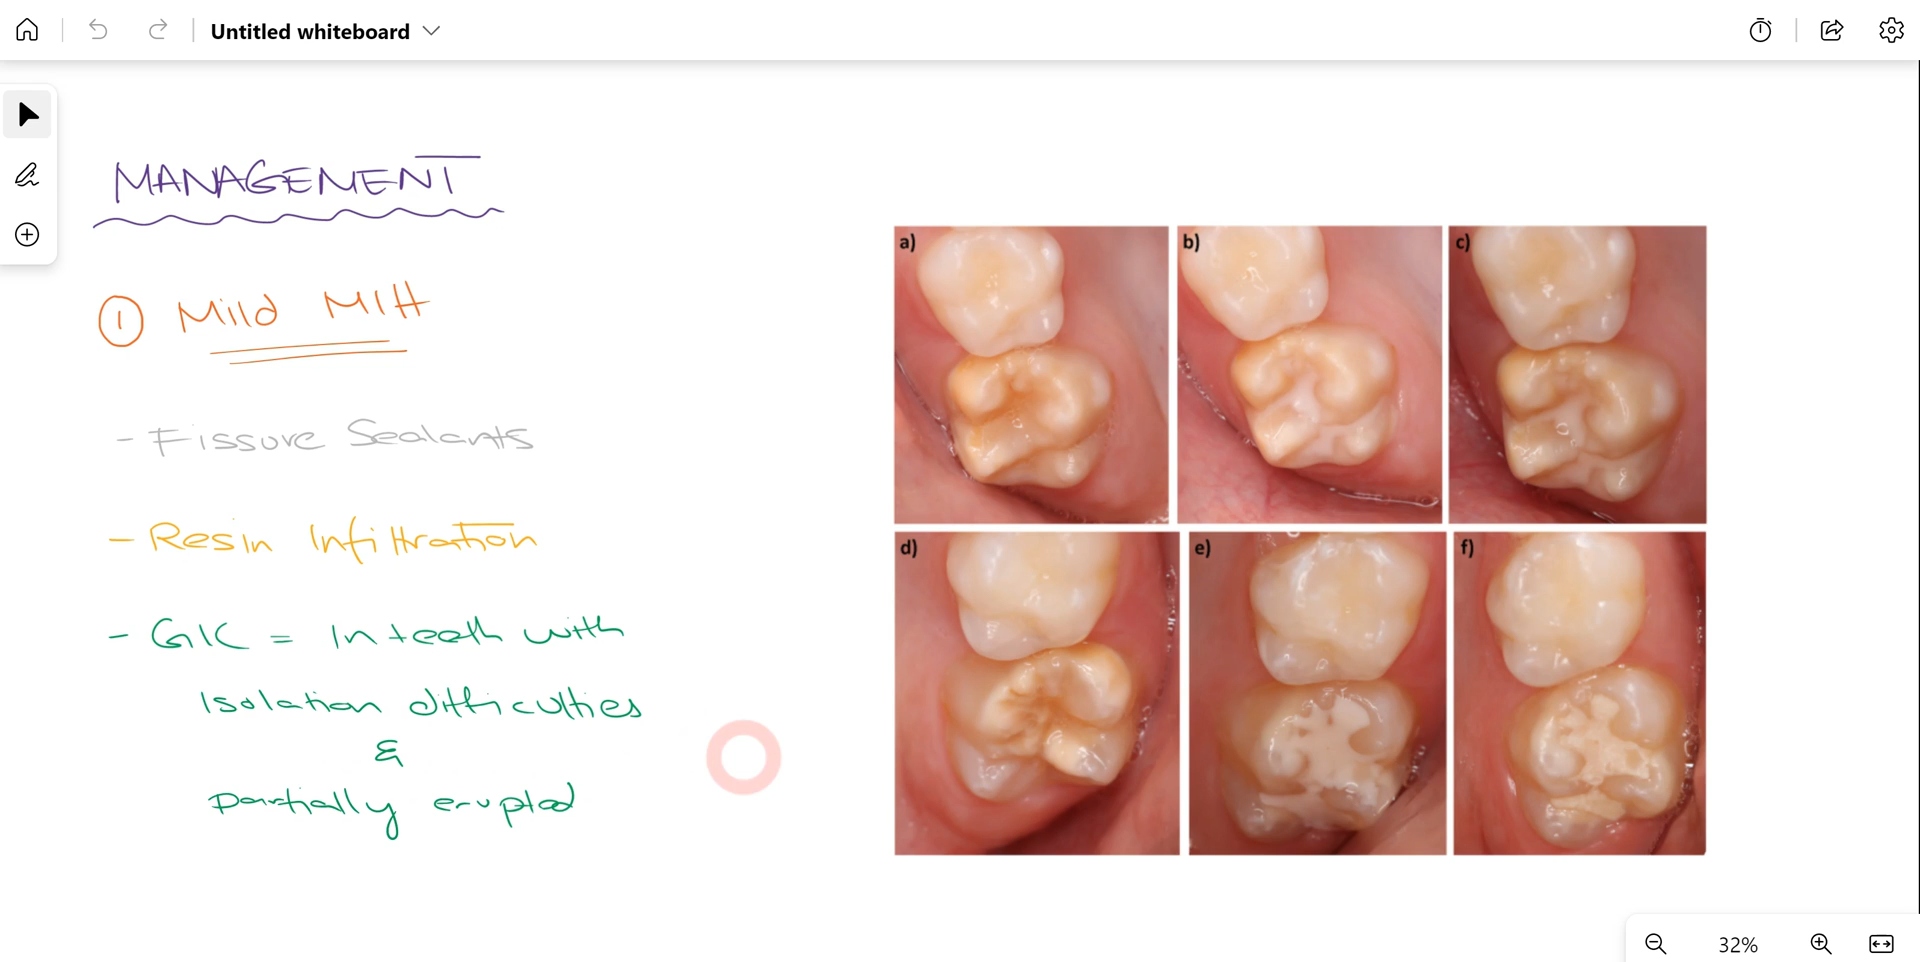 Untitled whiteboard
MANAGEMENT
① Mild MIH
- Fissure Sealants
- Resin Infiltration
- GIC = In teeth with
Isolation difficulties
&
Partially erupted
a)
b)
c)
d)
e)
f)
32%